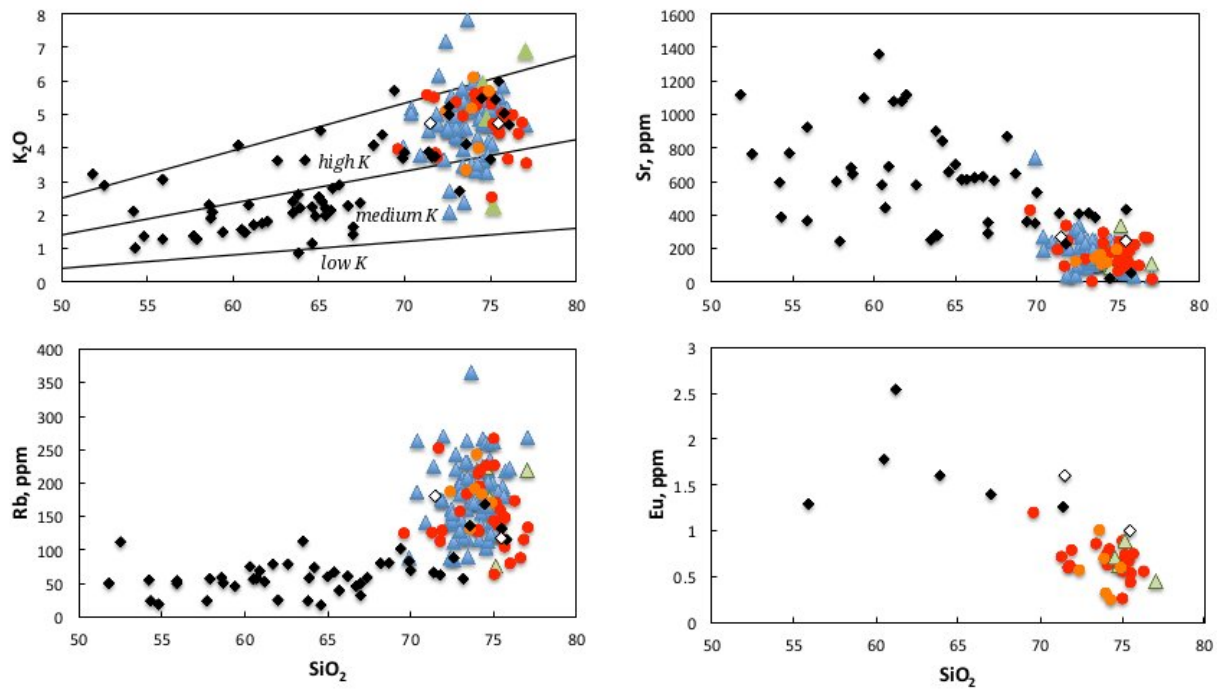 8
7
6
5
4
3
2
1
0
K₂O
high K
medium K
low K
50 55 60 65 70 75 80
1600
1400
1200
1000
800
600
400
200
0
Sr, ppm
50 55 60 65 70 75 80
400
350
300
250
200
150
100
50
0
Rb, ppm
50 55 60 65 70 75 80
SiO₂
3
2.5
2
1.5
1
0.5
0
Eu, ppm
50 55 60 65 70 75 80
SiO₂